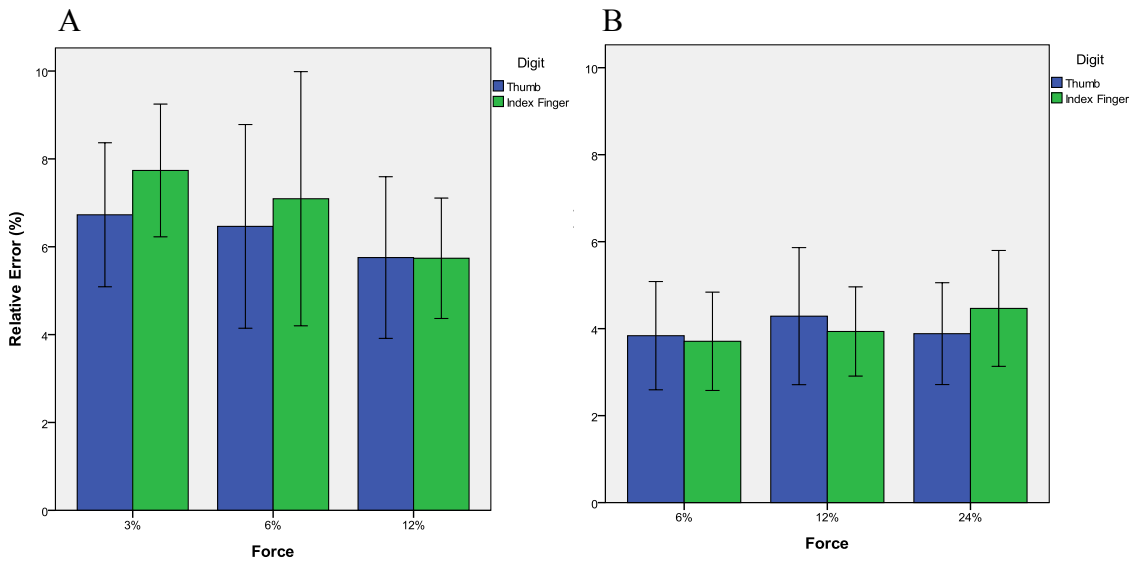 A
B
Digit
Thumb
Index Finger
Digit
Thumb
Index Finger
Relative Error (%)
10
8
6
4
2
0
3%
6%
12%
Force
10
8
6
4
2
0
6%
12%
24%
Force